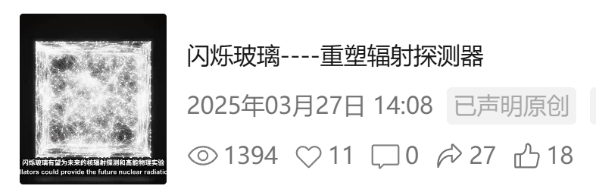 闪烁玻璃----重塑辐射探测器
2025年03月27日 14:08 已声明原创
1394 11 0 27 18
闪烁玻璃有望为未来的核辐射探测和高能物理实验
llators could provide the future nuclear radiatic